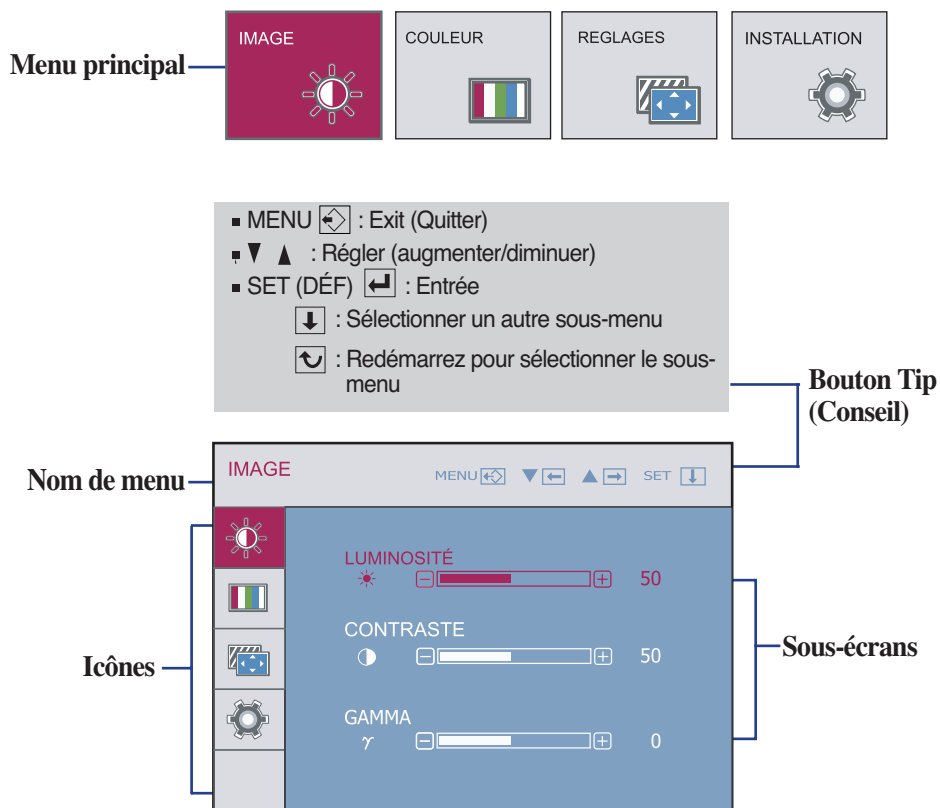 IMAGE
COULEUR
REGLAGES
INSTALLATION
Menu principal
MENU : Exit (Quitter)
▼ ▲ : Régler (augmenter/diminuer)
SET (DÉF) : Entrée
: Sélectionner un autre sous-menu
: Redémarrez pour sélectionner le sous-
menu
Bouton Tip
(Conseil)
Nom de menu
IMAGE
MENU ▼ ▲ SET
LUMINOSITÉ
50
CONTRASTE
50
Sous-écrans
Icônes
GAMMA
γ 0